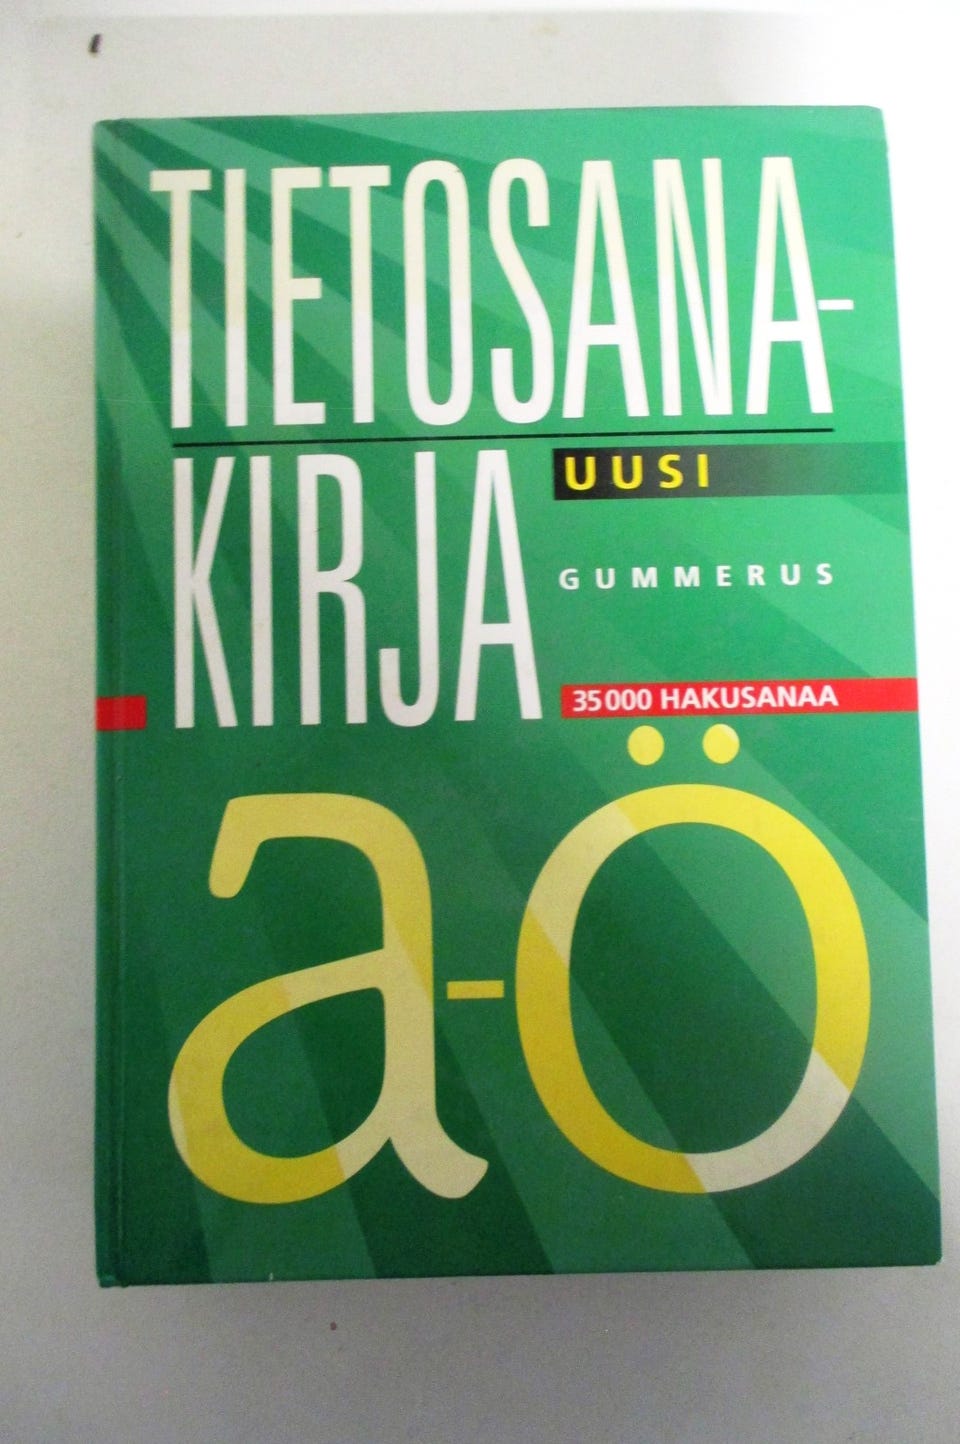 TIETOSANA-
KIRJA
UUSI
GUMMERUS
35000 HAKUSANAA
a-ö